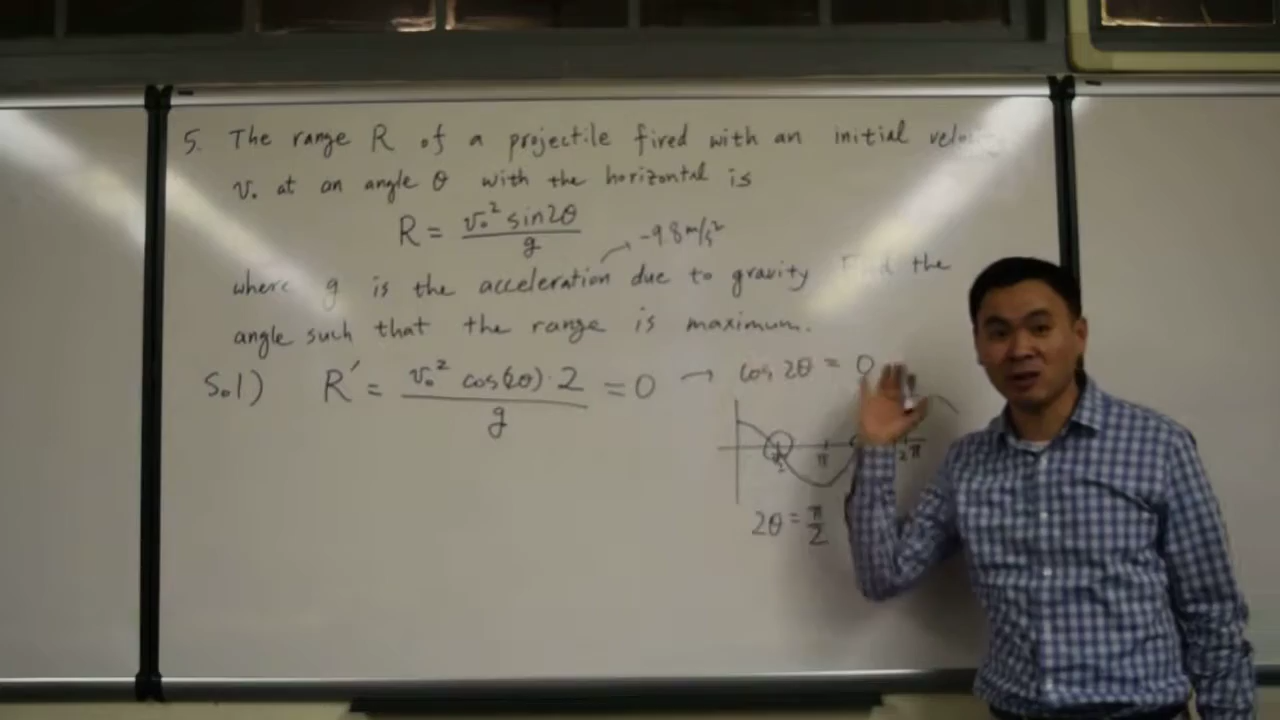 5. The range R of a projectile fired with an initial
v₀ at an angle θ with the horizontal is
R = v₀² sin2θ / g
-9.8 m/s²
where g is the acceleration due to gravity Find the
angle such that the range is maximum.
Sol) R′ = v₀² cos(2θ)·2 / g = 0 → cos 2θ = 0
π/2 π 2π
2θ = π/2